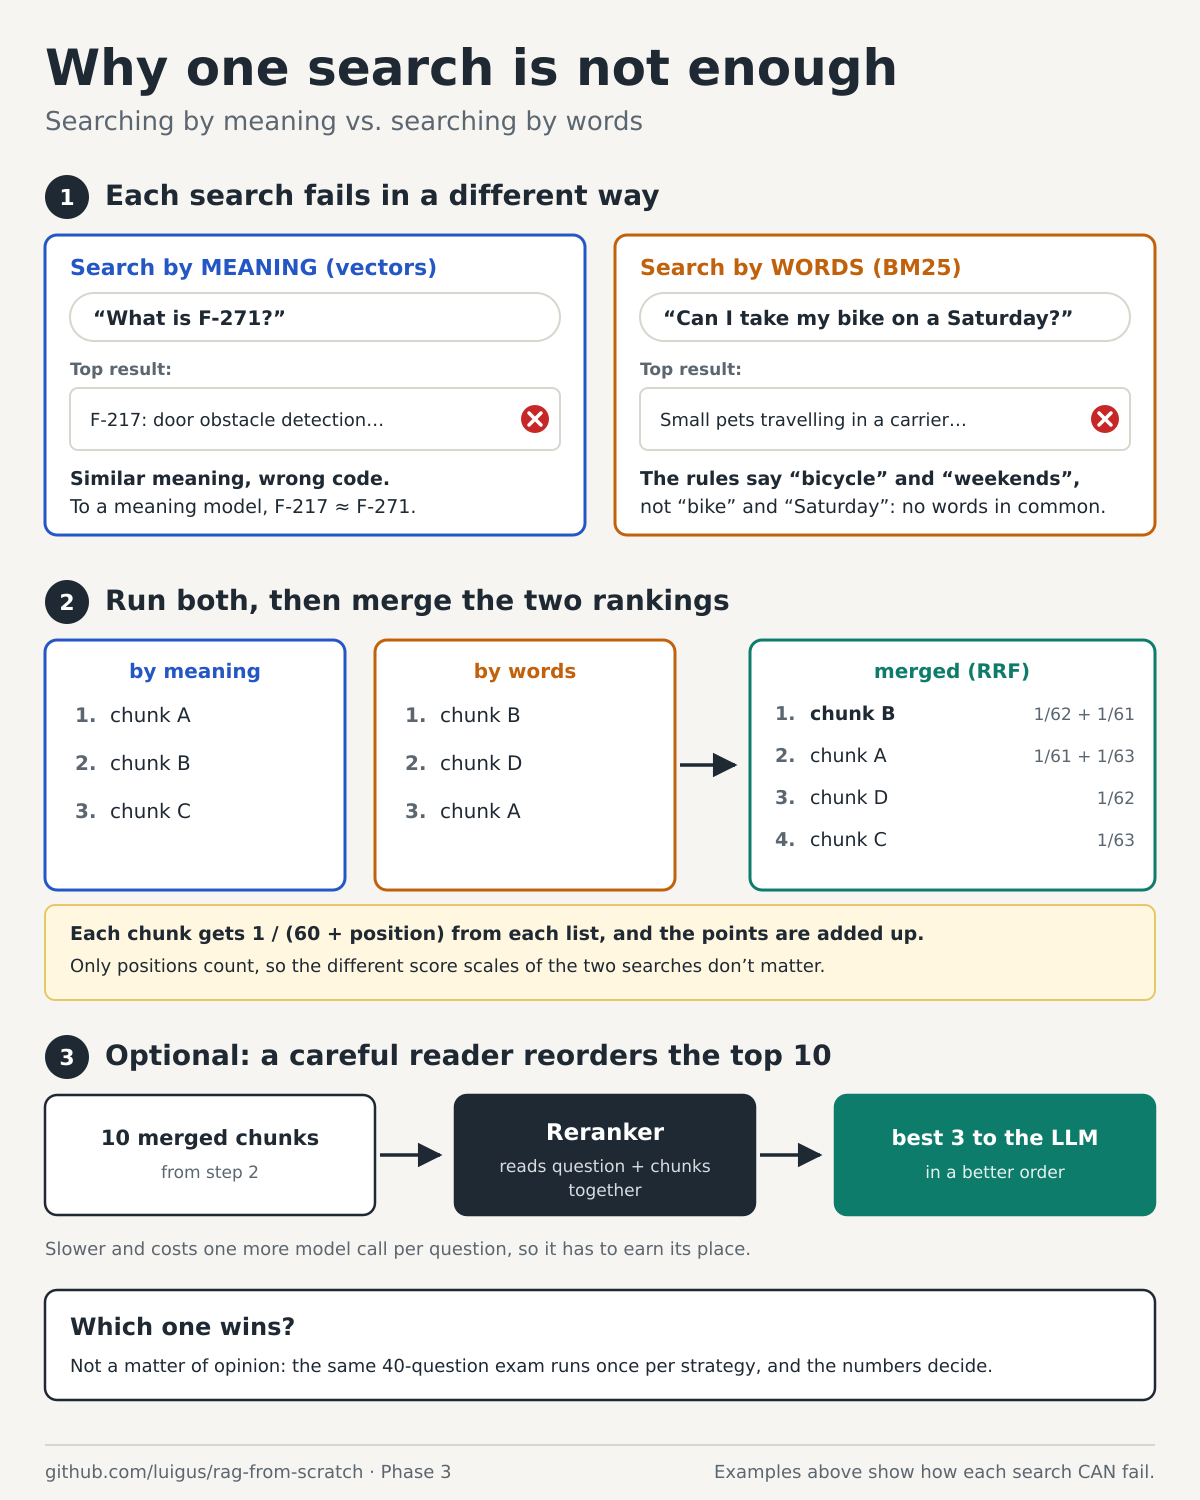 Why one search is not enough
Searching by meaning vs. searching by words
1 Each search fails in a different way
Search by MEANING (vectors)
“What is F-271?”
Top result:
F-217: door obstacle detection…
Similar meaning, wrong code.
To a meaning model, F-217 ≈ F-271.
Search by WORDS (BM25)
“Can I take my bike on a Saturday?”
Top result:
Small pets travelling in a carrier…
The rules say “bicycle” and “weekends”,
not “bike” and “Saturday”: no words in common.
2 Run both, then merge the two rankings
by meaning
1. chunk A
2. chunk B
3. chunk C
by words
1. chunk B
2. chunk D
3. chunk A
merged (RRF)
1. chunk B 1/62 + 1/61
2. chunk A 1/61 + 1/63
3. chunk D 1/62
4. chunk C 1/63
Each chunk gets 1 / (60 + position) from each list, and the points are added up.
Only positions count, so the different score scales of the two searches don’t matter.
3 Optional: a careful reader reorders the top 10
10 merged chunks
from step 2
Reranker
reads question + chunks
together
best 3 to the LLM
in a better order
Slower and costs one more model call per question, so it has to earn its place.
Which one wins?
Not a matter of opinion: the same 40-question exam runs once per strategy, and the numbers decide.
github.com/luigus/rag-from-scratch · Phase 3
Examples above show how each search CAN fail.